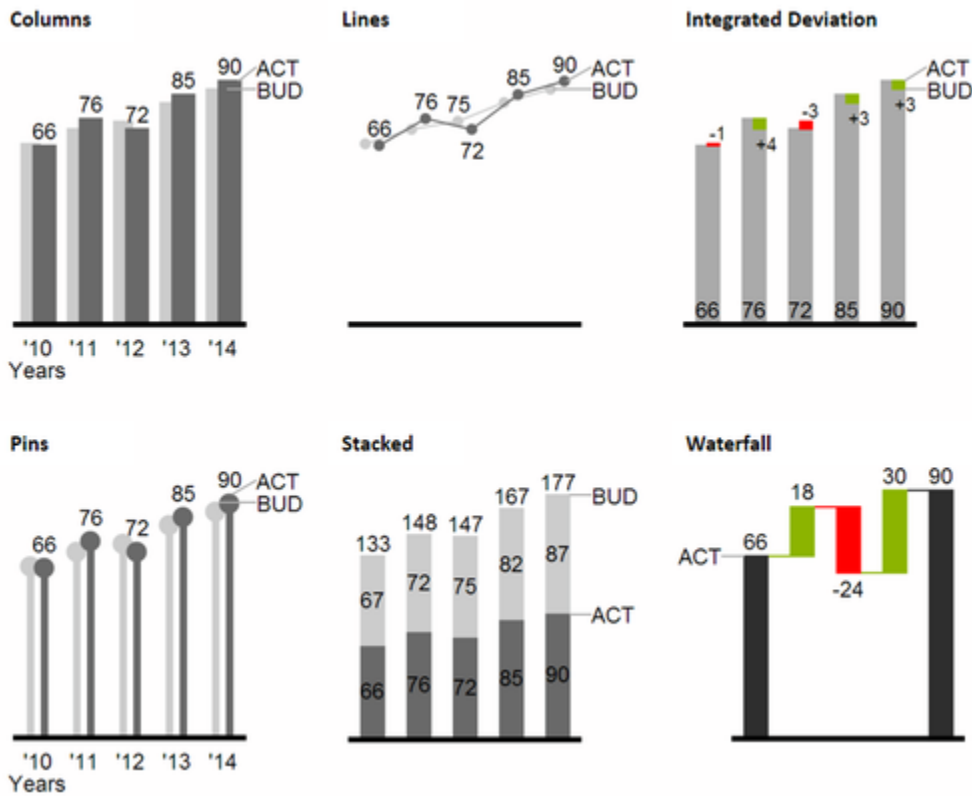 Columns
66
76
72
85
90
ACT
BUD
'10 '11 '12 '13 '14
Years
Lines
66
76
75
72
85
90
ACT
BUD
Integrated Deviation
-1
+4
-3
+3
+3
ACT
BUD
66 76 72 85 90
Pins
66
76
72
85
90
ACT
BUD
'10 '11 '12 '13 '14
Years
Stacked
133 148 147 167 177
BUD
67 72 75 82 87
ACT
66 76 72 85 90
Waterfall
ACT
66
18
-24
30
90